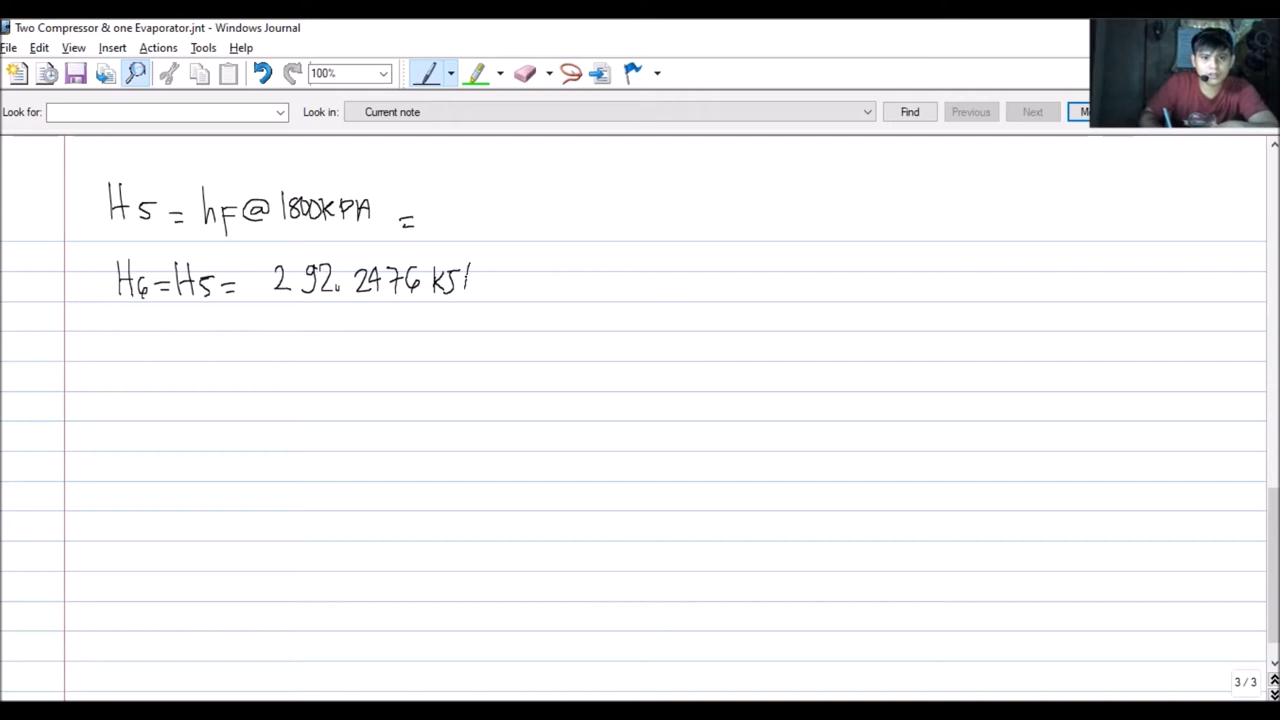 Two Compressor & one Evaporator.jnt - Windows Journal
File Edit View Insert Actions Tools Help
100%
Look for: Look in: Current note Find Previous Next
H5 = hF@1800KPA =
H6=H5= 292.2476 kJ/
3 / 3